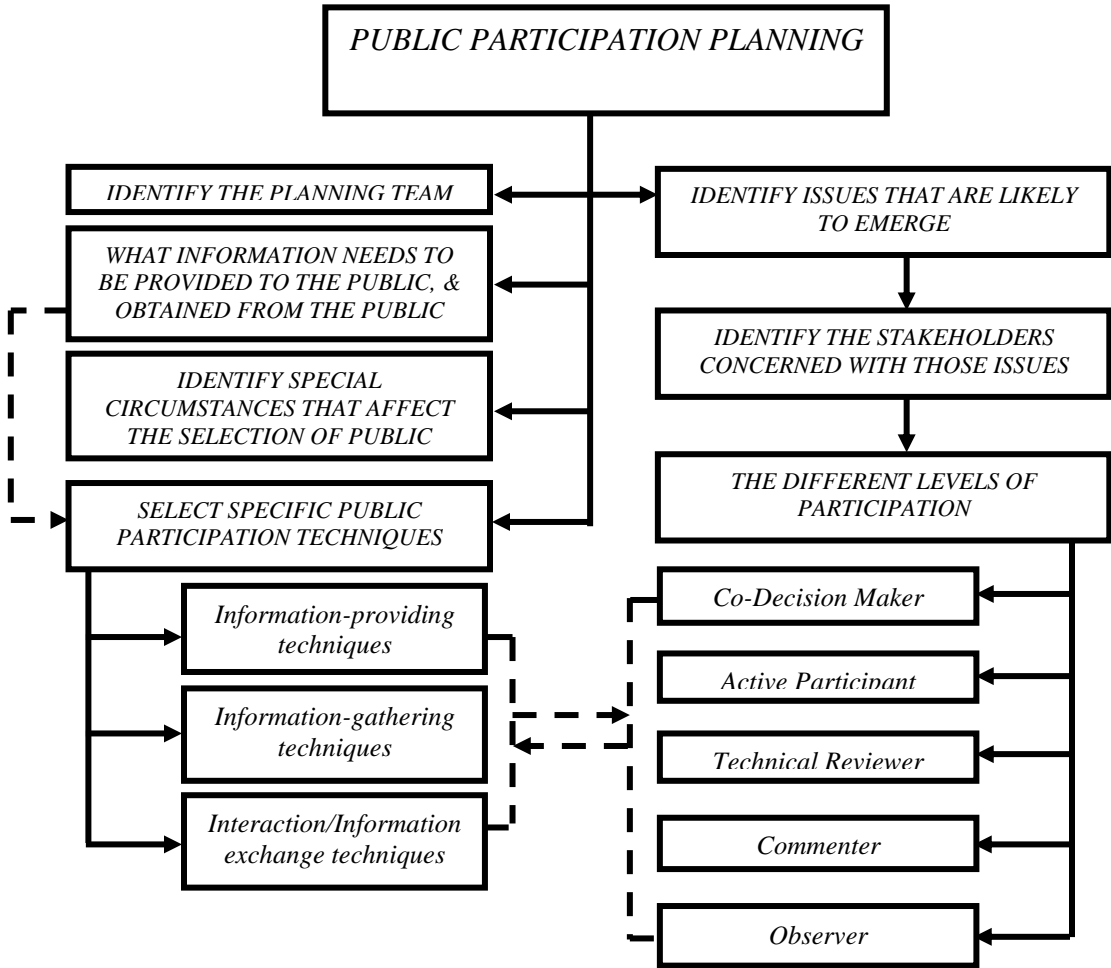 PUBLIC PARTICIPATION PLANNING
IDENTIFY THE PLANNING TEAM
WHAT INFORMATION NEEDS TO
BE PROVIDED TO THE PUBLIC, &
OBTAINED FROM THE PUBLIC
IDENTIFY SPECIAL
CIRCUMSTANCES THAT AFFECT
THE SELECTION OF PUBLIC
SELECT SPECIFIC PUBLIC
PARTICIPATION TECHNIQUES
Information-providing
techniques
Information-gathering
techniques
Interaction/Information
exchange techniques
IDENTIFY ISSUES THAT ARE LIKELY
TO EMERGE
IDENTIFY THE STAKEHOLDERS
CONCERNED WITH THOSE ISSUES
THE DIFFERENT LEVELS OF
PARTICIPATION
Co-Decision Maker
Active Participant
Technical Reviewer
Commenter
Observer